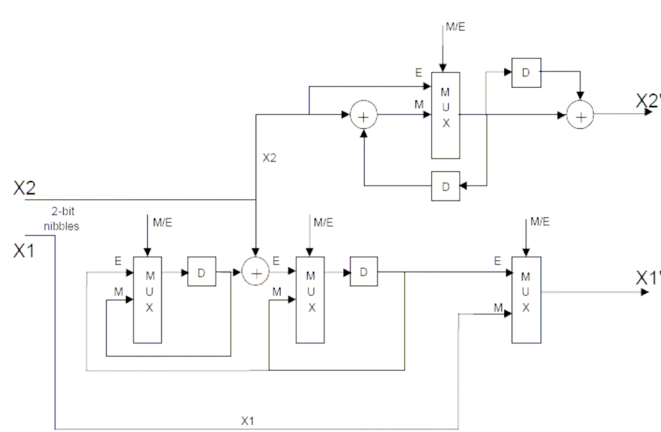 M/E
E
M
MUX
D
X2'
+
+
X2
D
X2
2-bit
nibbles
X1
M/E
M/E
M/E
E
M
MUX
D
+
E
M
MUX
D
E
M
MUX
X1'
X1